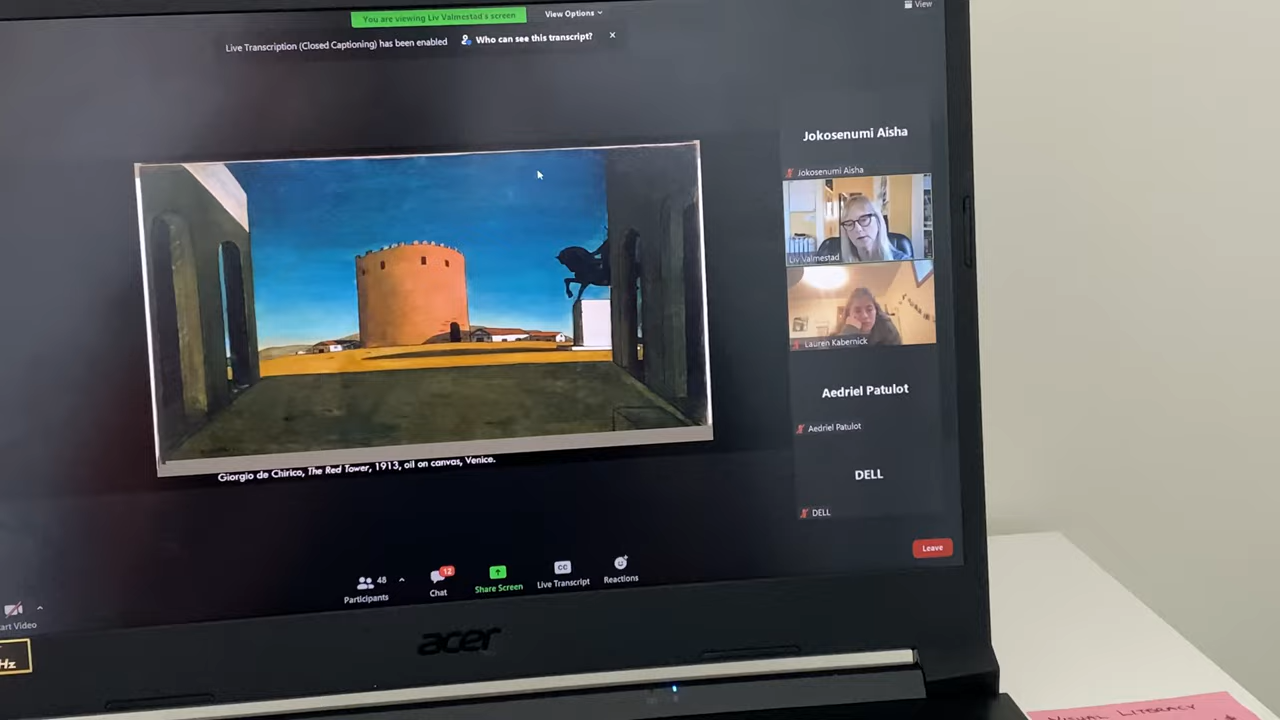 You are viewing Liv Valmestad's screen
View Options
View
Live Transcription (Closed Captioning) has been enabled
Who can see this transcript?
Jokosenumi Aisha
Jokosenumi Aisha
Liv Valmestad
Lauren Kabernick
Aedriel Patulot
Aedriel Patulot
DELL
DELL
Giorgio de Chirico, The Red Tower, 1913, oil on canvas, Venice.
Leave
art Video
48
Participants
12
Chat
Share Screen
CC
Live Transcript
Reactions
Hz
acer
VISUAL LITERACY